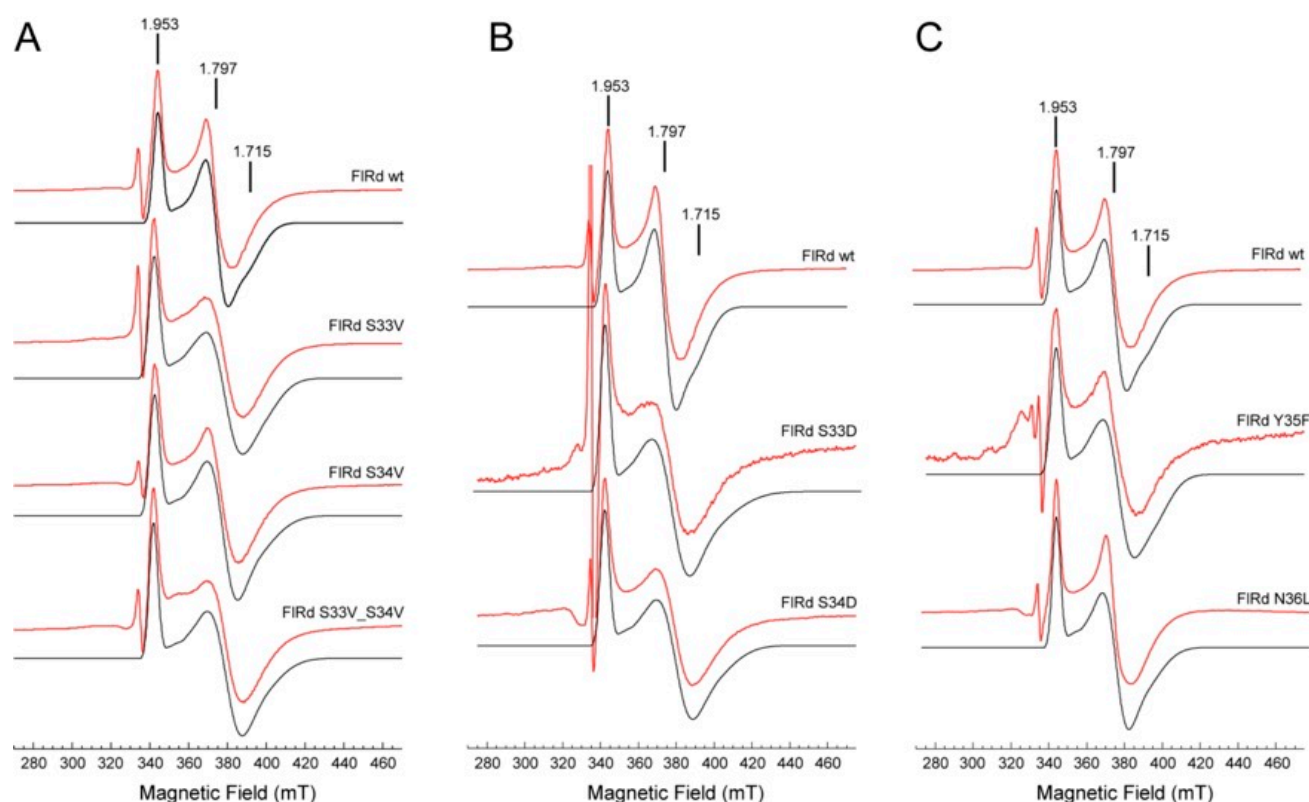 A
1.953
1.797
1.715
FlRd wt
FlRd S33V
FlRd S34V
FlRd S33V_S34V
280 300 320 340 360 380 400 420 440 460
Magnetic Field (mT)
B
1.953
1.797
1.715
FlRd wt
FlRd S33D
FlRd S34D
280 300 320 340 360 380 400 420 440 460
Magnetic Field (mT)
C
1.953
1.797
1.715
FlRd wt
FlRd Y35F
FlRd N36L
280 300 320 340 360 380 400 420 440 460
Magnetic Field (mT)